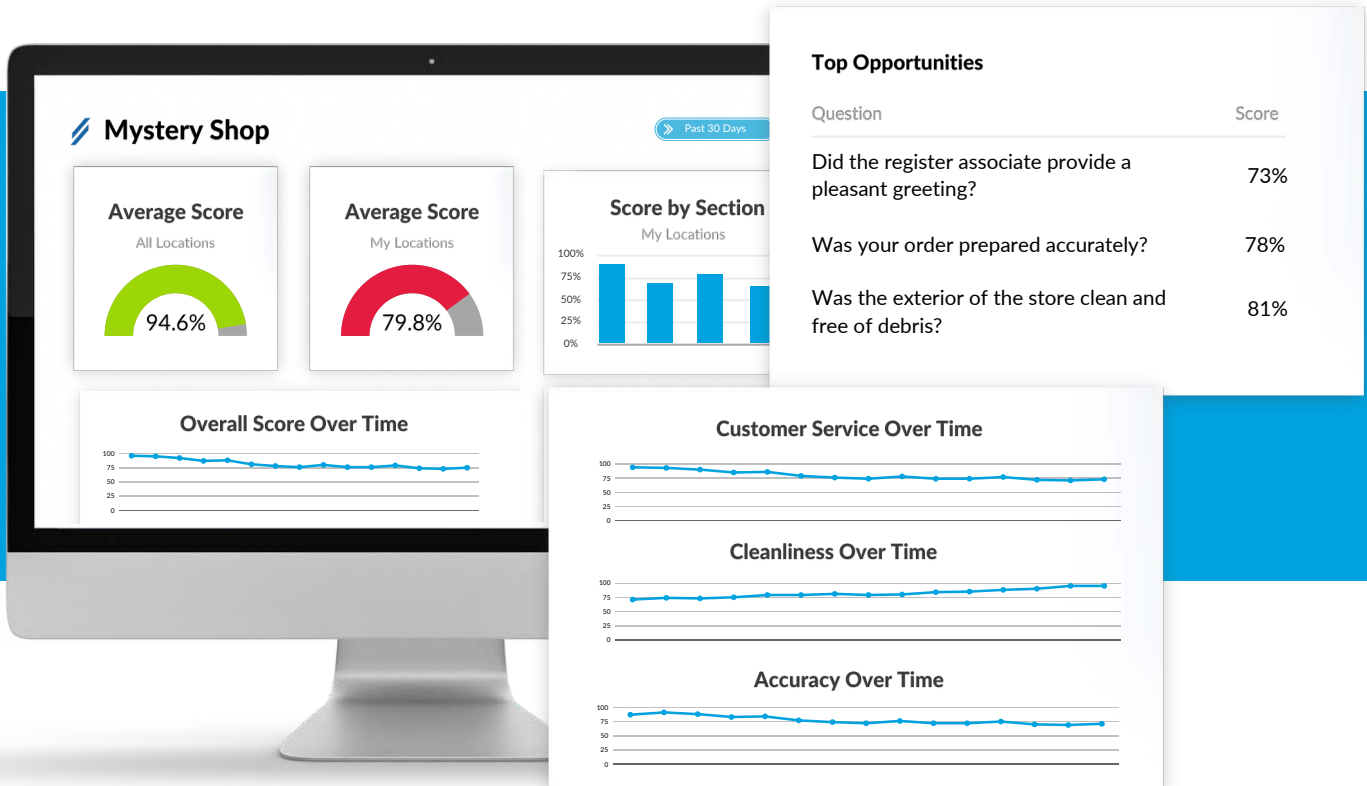 Mystery Shop
Past 30 Days
Average Score
All Locations
94.6%
Average Score
My Locations
79.8%
Score by Section
My Locations
100%
75%
50%
25%
0%
Overall Score Over Time
100
75
50
25
0
Top Opportunities
Question Score
Did the register associate provide a
pleasant greeting?
73%
Was your order prepared accurately? 78%
Was the exterior of the store clean and
free of debris?
81%
Customer Service Over Time
100
75
50
25
0
Cleanliness Over Time
100
75
50
25
0
Accuracy Over Time
100
75
50
25
0